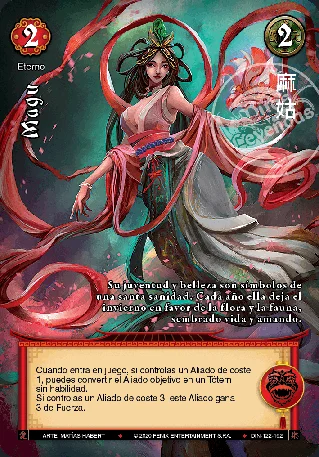 2
2
Eterno
Magu
麻姑
Su juventud y belleza son símbolos de
una santa sanidad. Cada año ella deja el
invierno en favor de la flora y la fauna,
sembrado vida y amando.
Cuando entra en juego, si controlas un Aliado de coste
1, puedes convertir el Aliado objetivo en un Tótem
sin habilidad.
Si controlas un Aliado de coste 3, este Aliado gana
3 de Fuerza.
ARTE: MATÍAS HABERT
© 2020 FENIX ENTERTAINMENT S.P.A.